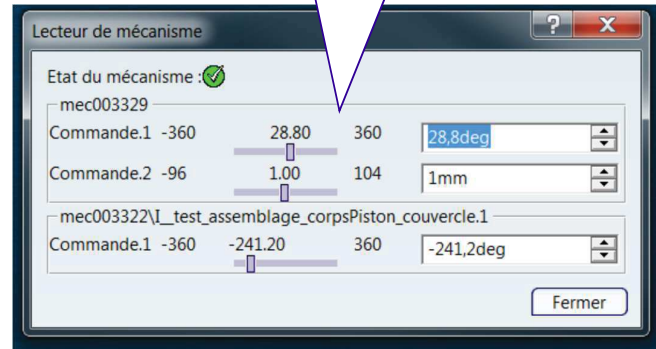 Lecteur de mécanisme ? X
Etat du mécanisme :
mec003329
Commande.1 -360 28.80 360 28,8deg
Commande.2 -96 1.00 104 1mm
mec003322\I__test_assemblage_corpsPiston_couvercle.1
Commande.1 -360 -241.20 360 -241,2deg
Fermer